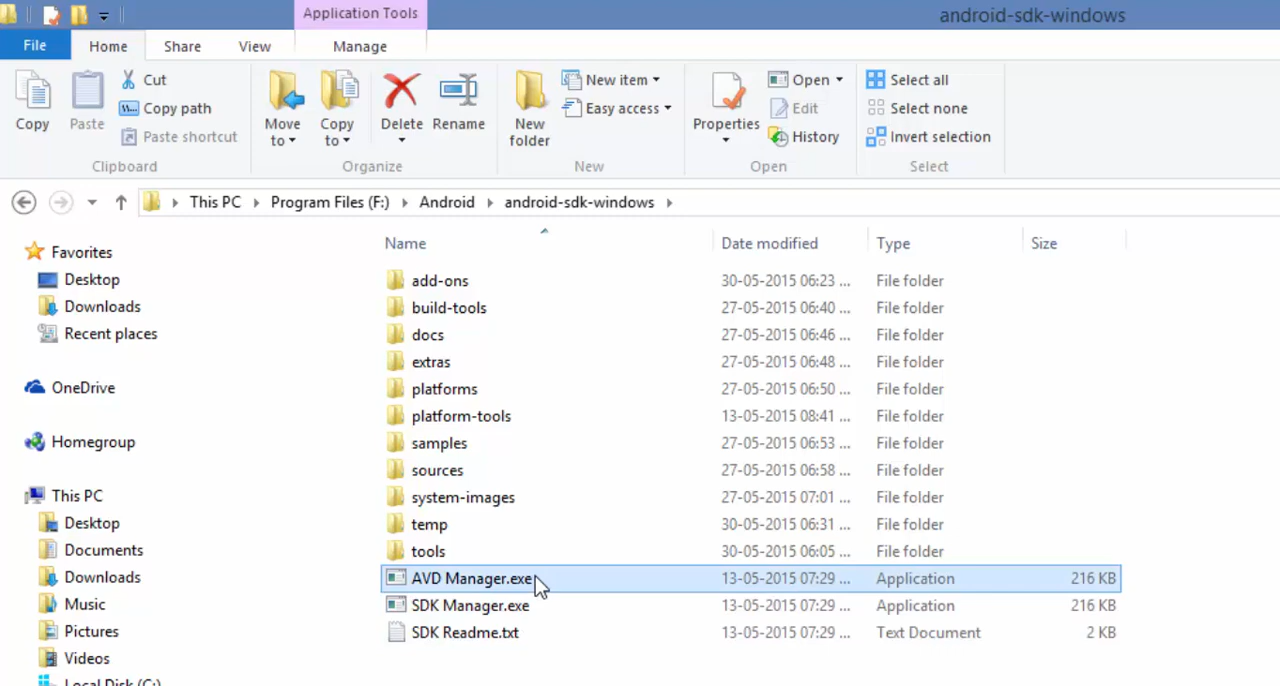 Application Tools
android-sdk-windows
File
Home
Share
View
Manage
Copy
Paste
Cut
Copy path
Paste shortcut
Clipboard
Move to
Copy to
Delete
Rename
Organize
New folder
New item
Easy access
New
Properties
Open
Edit
History
Open
Select all
Select none
Invert selection
Select
This PC
Program Files (F:)
Android
android-sdk-windows
Favorites
Desktop
Downloads
Recent places
OneDrive
Homegroup
This PC
Desktop
Documents
Downloads
Music
Pictures
Videos
Local Disk (C:)
Name Date modified Type Size
add-ons 30-05-2015 06:23 ... File folder
build-tools 27-05-2015 06:40 ... File folder
docs 27-05-2015 06:46 ... File folder
extras 27-05-2015 06:48 ... File folder
platforms 27-05-2015 06:50 ... File folder
platform-tools 13-05-2015 08:41 ... File folder
samples 27-05-2015 06:53 ... File folder
sources 27-05-2015 06:58 ... File folder
system-images 27-05-2015 07:01 ... File folder
temp 30-05-2015 06:31 ... File folder
tools 30-05-2015 06:05 ... File folder
AVD Manager.exe 13-05-2015 07:29 ... Application 216 KB
SDK Manager.exe 13-05-2015 07:29 ... Application 216 KB
SDK Readme.txt 13-05-2015 07:29 ... Text Document 2 KB